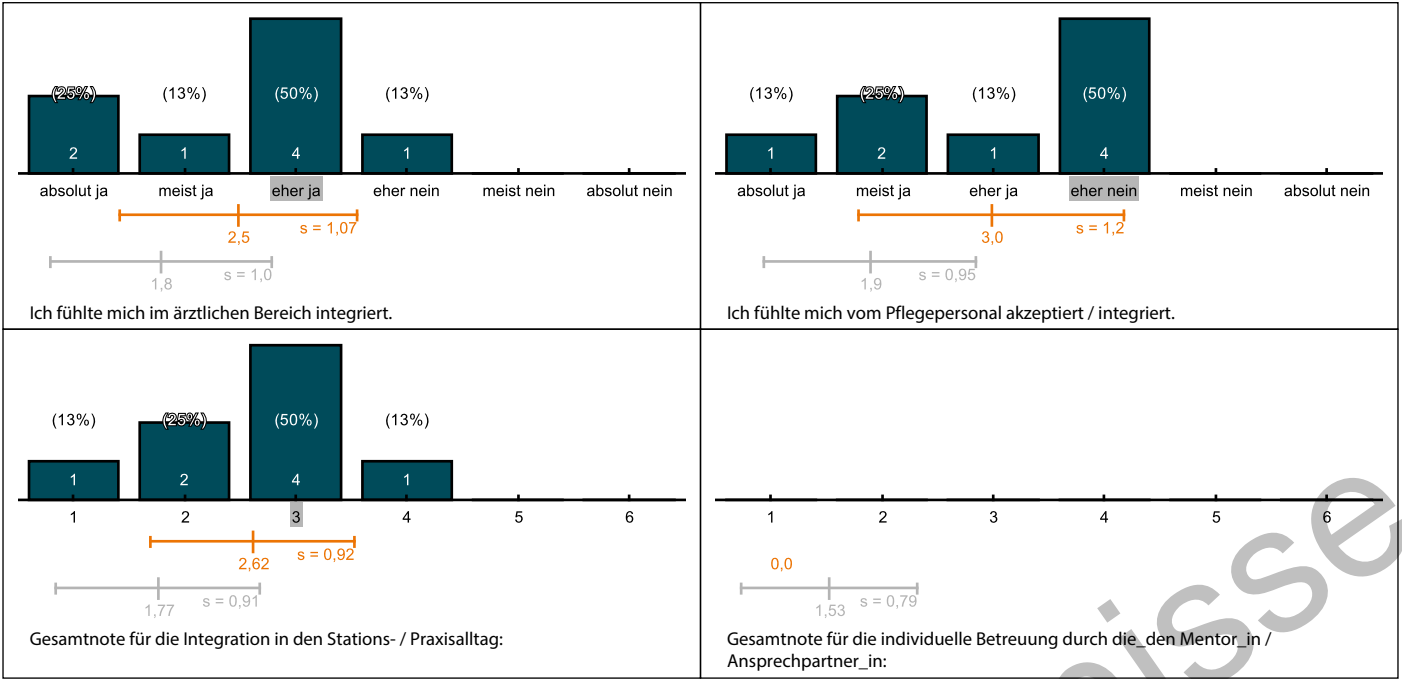 (25%) (13%) (50%) (13%)
2 1 4 1
absolut ja meist ja eher ja eher nein meist nein absolut nein
s = 1,07
2,5
s = 1,0
1,8
Ich fühlte mich im ärztlichen Bereich integriert.
(13%) (25%) (13%) (50%)
1 2 1 4
absolut ja meist ja eher ja eher nein meist nein absolut nein
s = 1,2
3,0
s = 0,95
1,9
Ich fühlte mich vom Pflegepersonal akzeptiert / integriert.
(13%) (25%) (50%) (13%)
1 2 4 1
1 2 3 4 5 6
s = 0,92
2,62
s = 0,91
1,77
Gesamtnote für die Integration in den Stations- / Praxisalltag:
1 2 3 4 5 6
0,0
s = 0,79
1,53
Gesamtnote für die individuelle Betreuung durch die_den Mentor_in /
Ansprechpartner_in: